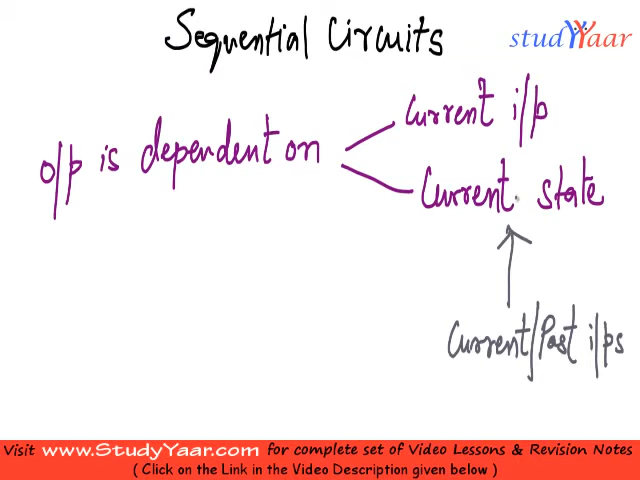 Sequential Circuits
studYYaar
o/p is dependent on
Current i/p
Current state
Current/Past i/ps
Visit www.StudyYaar.com for complete set of Video Lessons & Revision Notes
( Click on the Link in the Video Description given below )